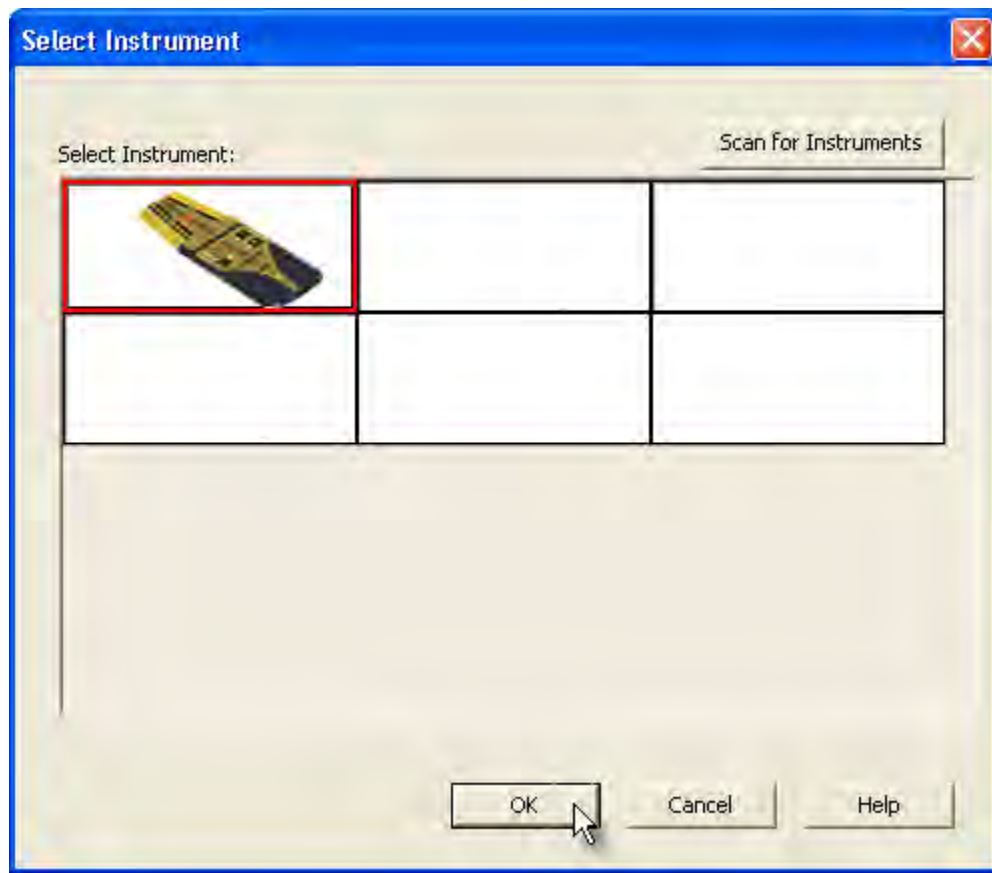 Select Instrument
Scan for Instruments
Select Instrument:
OK
Cancel
Help